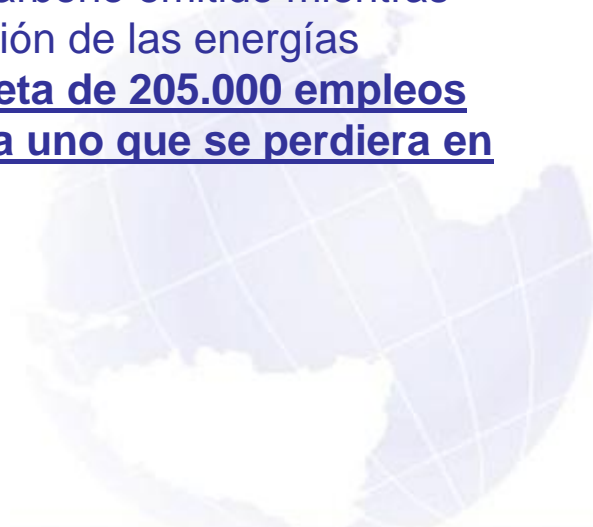 emitido mientras
ión de las energías
eta de 205.000 empleos
a uno que se perdiera en